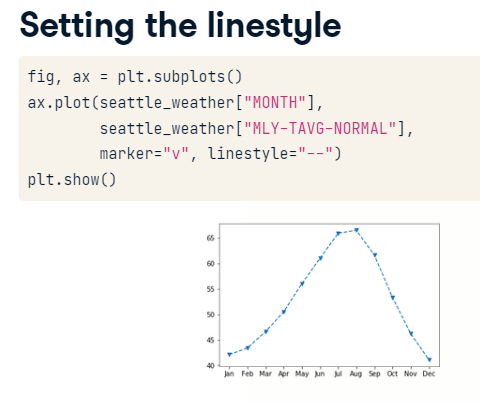 Setting the linestyle
fig, ax = plt.subplots()
ax.plot(seattle_weather["MONTH"],
seattle_weather["MLY-TAVG-NORMAL"],
marker="v", linestyle="--")
plt.show()
65
60
55
50
45
40
Jan Feb Mar Apr May Jun Jul Aug Sep Oct Nov Dec